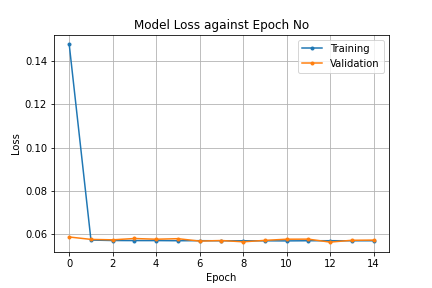 Model Loss against Epoch No
Training
Validation
Loss
0.14
0.12
0.10
0.08
0.06
0 2 4 6 8 10 12 14
Epoch